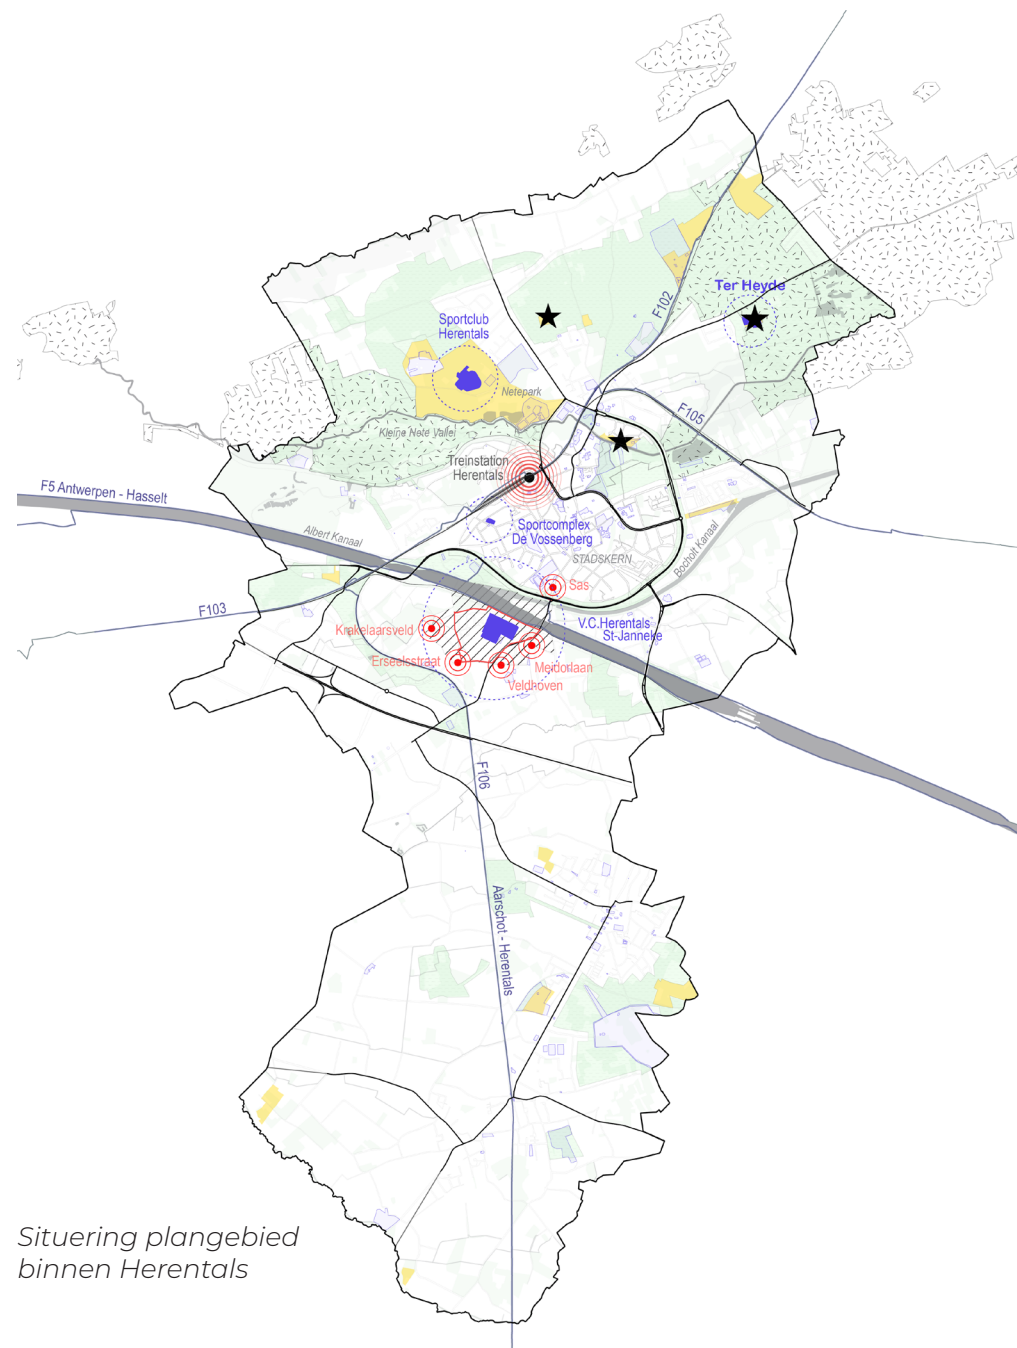 Ter Heyde
F102
Sportclub
Herentals
Netepark
F105
Kleine Nete Vallei
Treinstation
Herentals
F5 Antwerpen - Hasselt
Sportcomplex
De Vossenberg
Albert Kanaal
Bocholt Kanaal
STADSKERN
Sas
F103
V.C.Herentals
St-Janneke
Krakelaarsveld
Erseelsstraat
Meidorlaan
Veldhoven
F106
Aarschot - Herentals
Situering plangebied
binnen Herentals